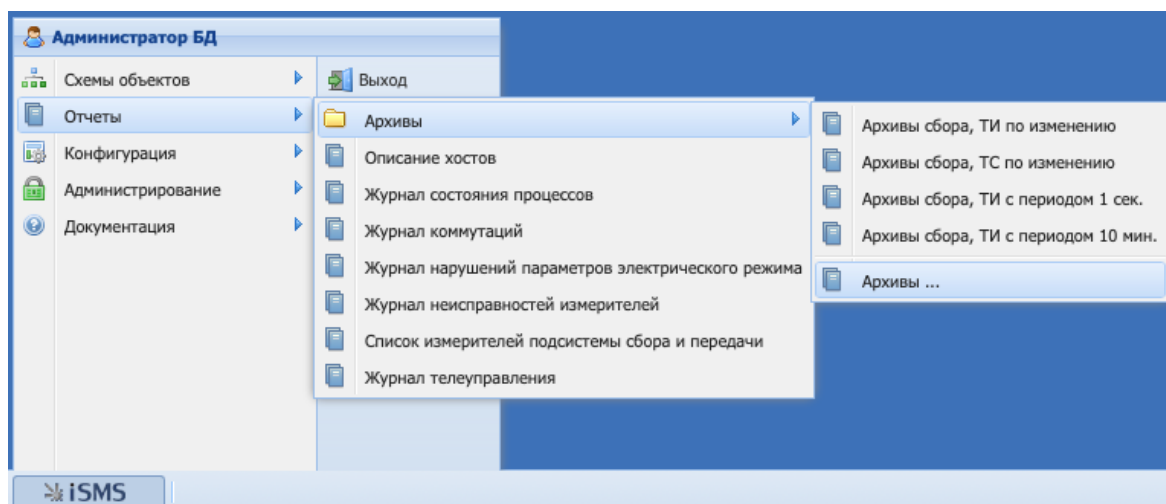 Администратор БД
Схемы объектов
Отчеты
Конфигурация
Администрирование
Документация
Выход
Архивы
Описание хостов
Журнал состояния процессов
Журнал коммутаций
Журнал нарушений параметров электрического режима
Журнал неисправностей измерителей
Список измерителей подсистемы сбора и передачи
Журнал телеуправления
Архивы сбора, ТИ по изменению
Архивы сбора, ТС по изменению
Архивы сбора, ТИ с периодом 1 сек.
Архивы сбора, ТИ с периодом 10 мин.
Архивы ...
iSMS